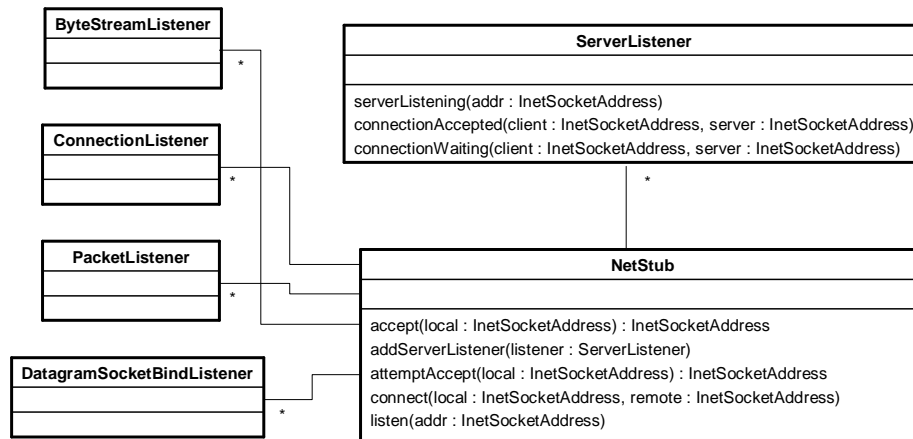 ByteStreamListener
*
ConnectionListener
*
PacketListener
*
DatagramSocketBindListener
*
ServerListener
serverListening(addr : InetSocketAddress)
connectionAccepted(client : InetSocketAddress, server : InetSocketAddress)
connectionWaiting(client : InetSocketAddress, server : InetSocketAddress)
*
NetStub
accept(local : InetSocketAddress) : InetSocketAddress
addServerListener(listener : ServerListener)
attemptAccept(local : InetSocketAddress) : InetSocketAddress
connect(local : InetSocketAddress, remote : InetSocketAddress)
listen(addr : InetSocketAddress)